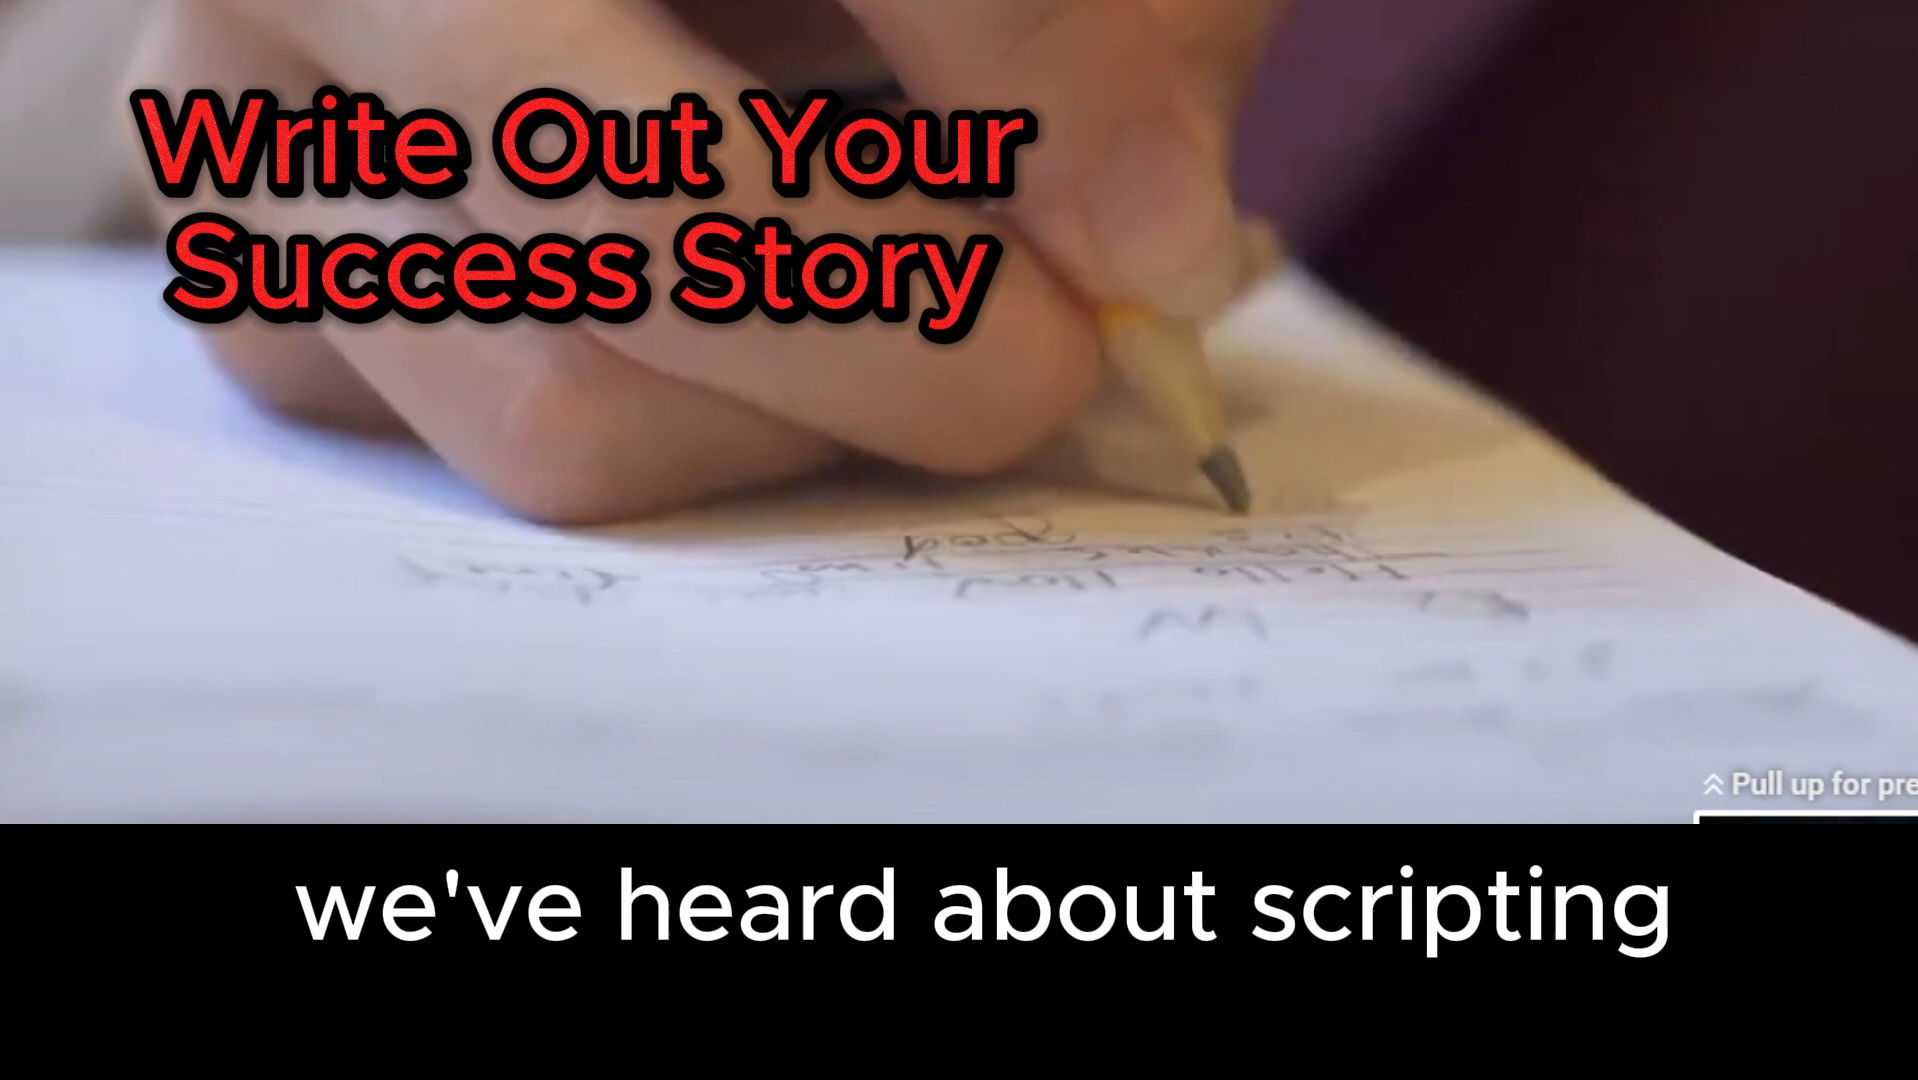 Write Out Your
Success Story
Pull up for pre
we've heard about scripting